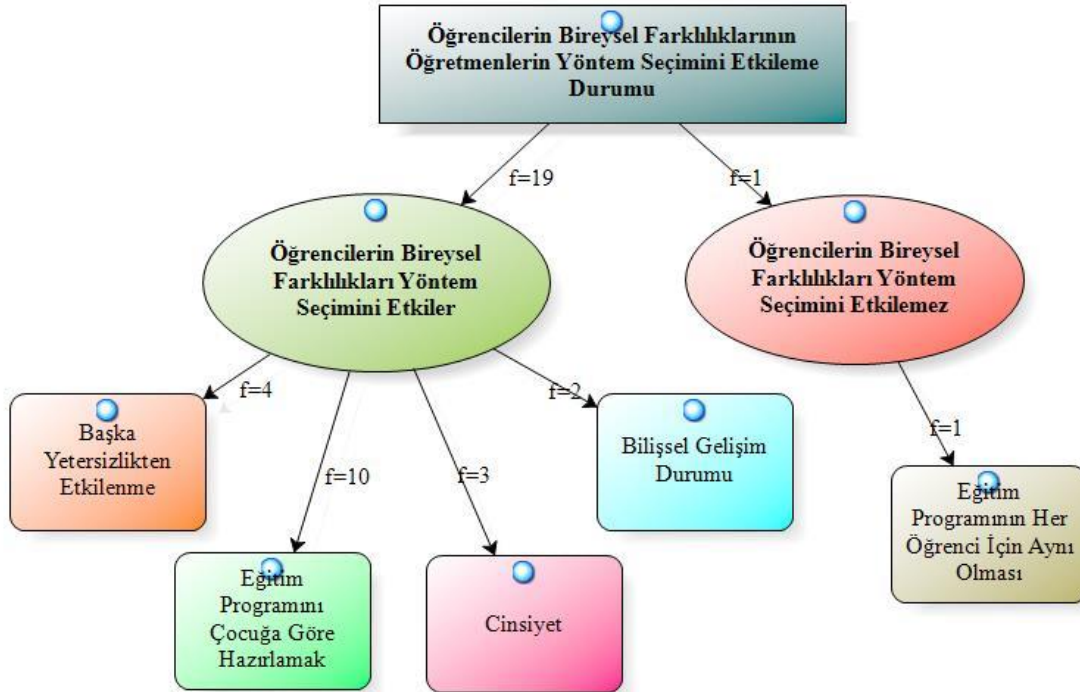 Öğrencilerin Bireysel Farklılıklarının
Öğretmenlerin Yöntem Seçimini Etkileme
Durumu
f=19
f=1
Öğrencilerin Bireysel
Farklılıkları Yöntem
Seçimini Etkiler
Öğrencilerin Bireysel
Farklılıkları Yöntem
Seçimini Etkilemez
f=4
f=10
f=3
f=2
f=1
Başka
Yetersizlikten
Etkilenme
Eğitim
Programını
Çocuğa Göre
Hazırlamak
Cinsiyet
Bilişsel Gelişim
Durumu
Eğitim
Programının Her
Öğrenci İçin Aynı
Olması